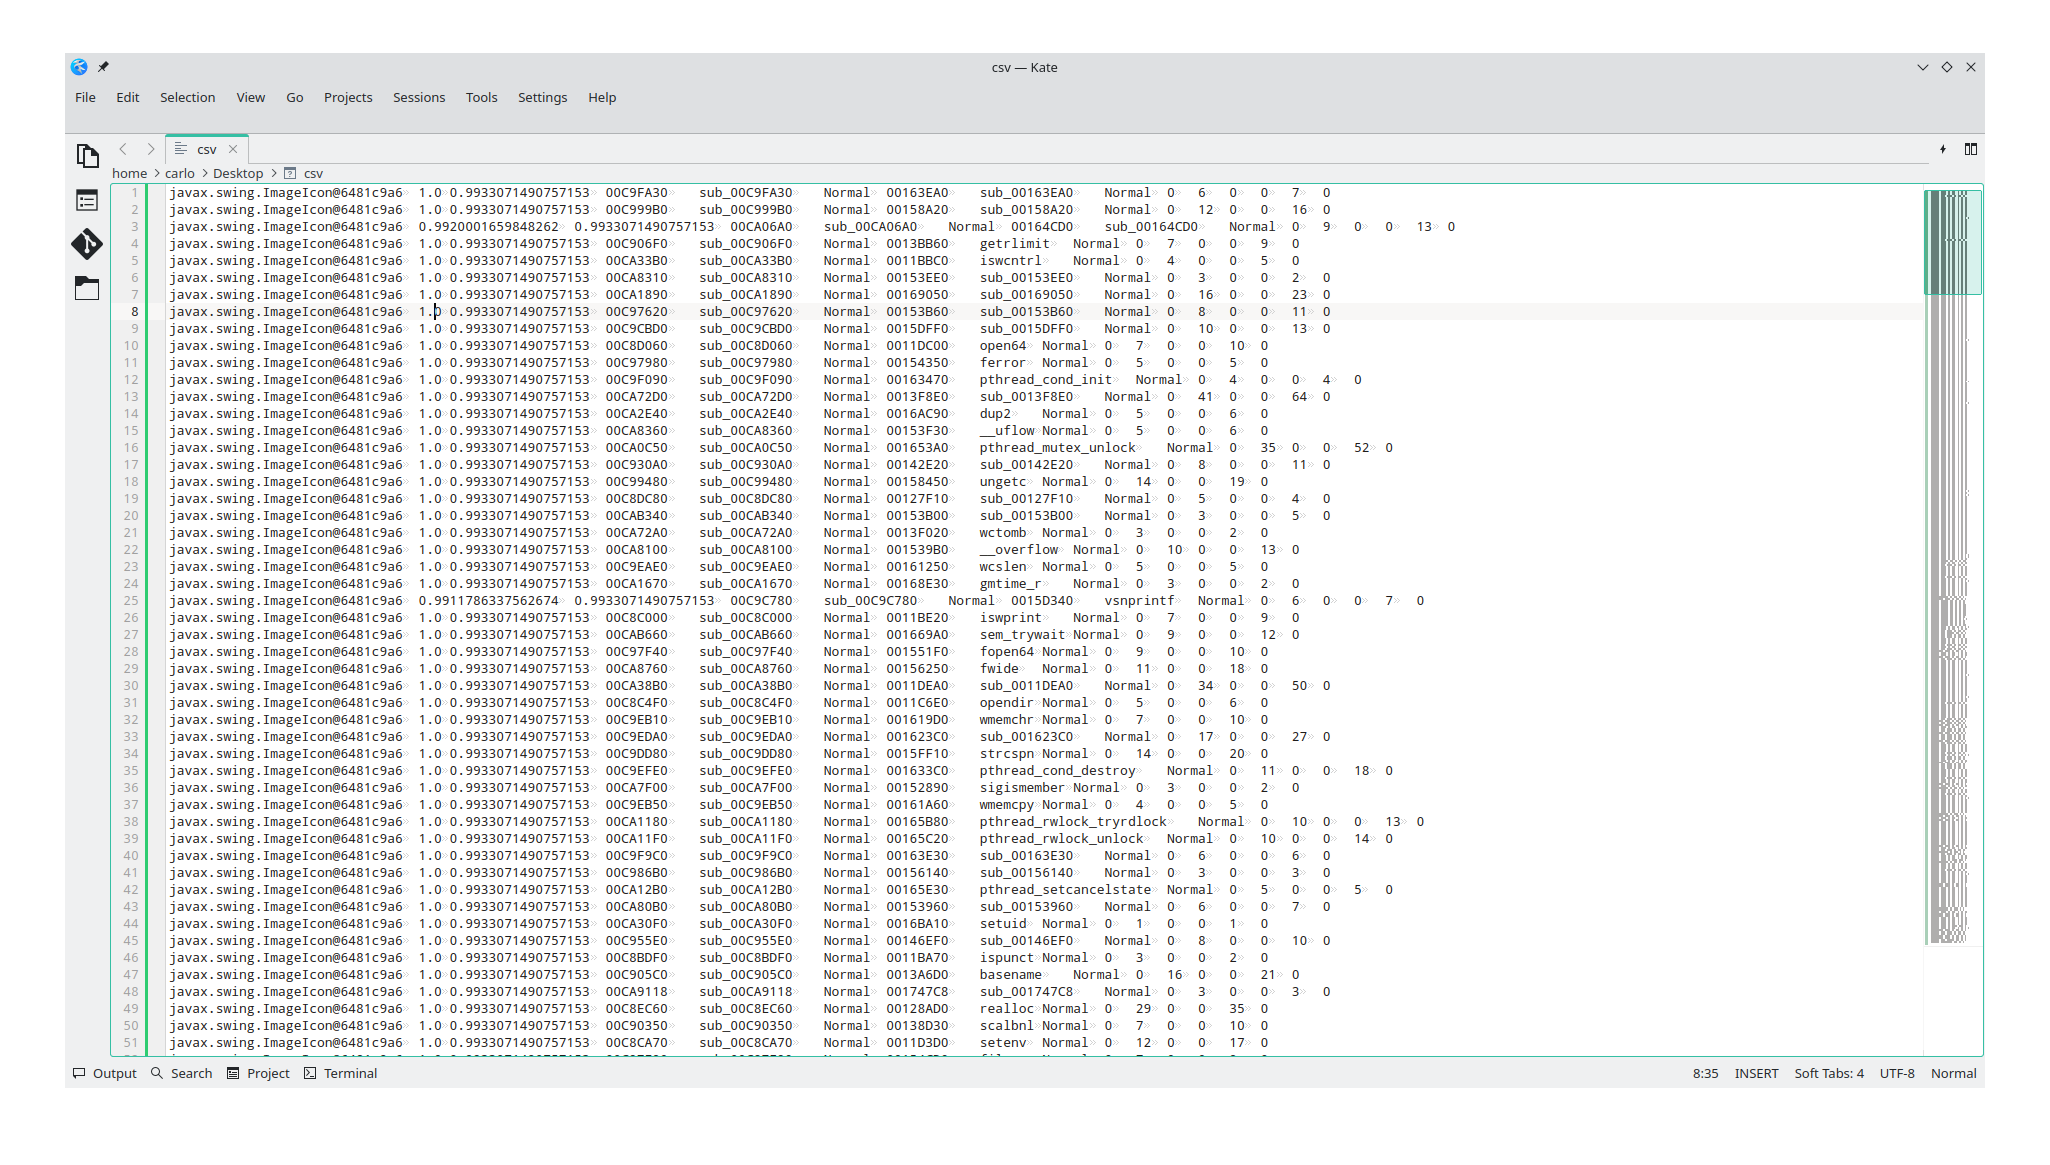 csv — Kate
File Edit Selection View Go Projects Sessions Tools Settings Help
csv
home > carlo > Desktop > csv
1 javax.swing.ImageIcon@6481c9a6 1.0 0.9933071490757153 00C9FA30 sub_00C9FA30 Normal 00163EA0 sub_00163EA0 Normal 0 6 0 0 7 0
2 javax.swing.ImageIcon@6481c9a6 1.0 0.9933071490757153 00C999B0 sub_00C999B0 Normal 00158A20 sub_00158A20 Normal 0 12 0 0 16 0
3 javax.swing.ImageIcon@6481c9a6 0.9920001659848262 0.9933071490757153 00CA06A0 sub_00CA06A0 Normal 00164CD0 sub_00164CD0 Normal 0 9 0 0 13 0
4 javax.swing.ImageIcon@6481c9a6 1.0 0.9933071490757153 00C906F0 sub_00C906F0 Normal 0013BB60 getrlimit Normal 0 7 0 0 9 0
5 javax.swing.ImageIcon@6481c9a6 1.0 0.9933071490757153 00CA33B0 sub_00CA33B0 Normal 0011BBC0 iswcntrl Normal 0 4 0 0 5 0
6 javax.swing.ImageIcon@6481c9a6 1.0 0.9933071490757153 00CA8310 sub_00CA8310 Normal 00153EE0 sub_00153EE0 Normal 0 3 0 0 2 0
7 javax.swing.ImageIcon@6481c9a6 1.0 0.9933071490757153 00CA1890 sub_00CA1890 Normal 00169050 sub_00169050 Normal 0 16 0 0 23 0
8 javax.swing.ImageIcon@6481c9a6 1.0 0.9933071490757153 00C97620 sub_00C97620 Normal 00153B60 sub_00153B60 Normal 0 8 0 0 11 0
9 javax.swing.ImageIcon@6481c9a6 1.0 0.9933071490757153 00C9CBD0 sub_00C9CBD0 Normal 0015DFF0 sub_0015DFF0 Normal 0 10 0 0 13 0
10 javax.swing.ImageIcon@6481c9a6 1.0 0.9933071490757153 00C8D060 sub_00C8D060 Normal 0011DC00 open64 Normal 0 7 0 0 10 0
11 javax.swing.ImageIcon@6481c9a6 1.0 0.9933071490757153 00C97980 sub_00C97980 Normal 00154350 ferror Normal 0 5 0 0 5 0
12 javax.swing.ImageIcon@6481c9a6 1.0 0.9933071490757153 00C9F090 sub_00C9F090 Normal 00163470 pthread_cond_init Normal 0 4 0 0 4 0
13 javax.swing.ImageIcon@6481c9a6 1.0 0.9933071490757153 00CA72D0 sub_00CA72D0 Normal 0013F8E0 sub_0013F8E0 Normal 0 41 0 0 64 0
14 javax.swing.ImageIcon@6481c9a6 1.0 0.9933071490757153 00CA2E40 sub_00CA2E40 Normal 0016AC90 dup2 Normal 0 5 0 0 6 0
15 javax.swing.ImageIcon@6481c9a6 1.0 0.9933071490757153 00CA8360 sub_00CA8360 Normal 00153F30 __uflow Normal 0 5 0 0 6 0
16 javax.swing.ImageIcon@6481c9a6 1.0 0.9933071490757153 00CA0C50 sub_00CA0C50 Normal 001653A0 pthread_mutex_unlock Normal 0 35 0 0 52 0
17 javax.swing.ImageIcon@6481c9a6 1.0 0.9933071490757153 00C930A0 sub_00C930A0 Normal 00142E20 sub_00142E20 Normal 0 8 0 0 11 0
18 javax.swing.ImageIcon@6481c9a6 1.0 0.9933071490757153 00C99480 sub_00C99480 Normal 00158450 ungetc Normal 0 14 0 0 19 0
19 javax.swing.ImageIcon@6481c9a6 1.0 0.9933071490757153 00C8DC80 sub_00C8DC80 Normal 00127F10 sub_00127F10 Normal 0 5 0 0 4 0
20 javax.swing.ImageIcon@6481c9a6 1.0 0.9933071490757153 00CAB340 sub_00CAB340 Normal 00153B00 sub_00153B00 Normal 0 3 0 0 5 0
21 javax.swing.ImageIcon@6481c9a6 1.0 0.9933071490757153 00CA72A0 sub_00CA72A0 Normal 0013F020 wctomb Normal 0 3 0 0 2 0
22 javax.swing.ImageIcon@6481c9a6 1.0 0.9933071490757153 00CA8100 sub_00CA8100 Normal 001539B0 __overflow Normal 0 10 0 0 13 0
23 javax.swing.ImageIcon@6481c9a6 1.0 0.9933071490757153 00C9EAE0 sub_00C9EAE0 Normal 00161250 wcslen Normal 0 5 0 0 5 0
24 javax.swing.ImageIcon@6481c9a6 1.0 0.9933071490757153 00CA1670 sub_00CA1670 Normal 00168E30 gmtime_r Normal 0 3 0 0 2 0
25 javax.swing.ImageIcon@6481c9a6 0.9911786337562674 0.9933071490757153 00C9C780 sub_00C9C780 Normal 0015D340 vsnprintf Normal 0 6 0 0 7 0
26 javax.swing.ImageIcon@6481c9a6 1.0 0.9933071490757153 00C8C000 sub_00C8C000 Normal 0011BE20 iswprint Normal 0 7 0 0 9 0
27 javax.swing.ImageIcon@6481c9a6 1.0 0.9933071490757153 00CAB660 sub_00CAB660 Normal 001669A0 sem_trywait Normal 0 9 0 0 12 0
28 javax.swing.ImageIcon@6481c9a6 1.0 0.9933071490757153 00C97F40 sub_00C97F40 Normal 001551F0 fopen64 Normal 0 9 0 0 10 0
29 javax.swing.ImageIcon@6481c9a6 1.0 0.9933071490757153 00CA8760 sub_00CA8760 Normal 00156250 fwide Normal 0 11 0 0 18 0
30 javax.swing.ImageIcon@6481c9a6 1.0 0.9933071490757153 00CA38B0 sub_00CA38B0 Normal 0011DEA0 sub_0011DEA0 Normal 0 34 0 0 50 0
31 javax.swing.ImageIcon@6481c9a6 1.0 0.9933071490757153 00C8C4F0 sub_00C8C4F0 Normal 0011C6E0 opendir Normal 0 5 0 0 6 0
32 javax.swing.ImageIcon@6481c9a6 1.0 0.9933071490757153 00C9EB10 sub_00C9EB10 Normal 001619D0 wmemchr Normal 0 7 0 0 10 0
33 javax.swing.ImageIcon@6481c9a6 1.0 0.9933071490757153 00C9EDA0 sub_00C9EDA0 Normal 001623C0 sub_001623C0 Normal 0 17 0 0 27 0
34 javax.swing.ImageIcon@6481c9a6 1.0 0.9933071490757153 00C9DD80 sub_00C9DD80 Normal 0015FF10 strcspn Normal 0 14 0 0 20 0
35 javax.swing.ImageIcon@6481c9a6 1.0 0.9933071490757153 00C9EFE0 sub_00C9EFE0 Normal 001633C0 pthread_cond_destroy Normal 0 11 0 0 18 0
36 javax.swing.ImageIcon@6481c9a6 1.0 0.9933071490757153 00CA7F00 sub_00CA7F00 Normal 00152890 sigismember Normal 0 3 0 0 2 0
37 javax.swing.ImageIcon@6481c9a6 1.0 0.9933071490757153 00C9EB50 sub_00C9EB50 Normal 00161A60 wmemcpy Normal 0 4 0 0 5 0
38 javax.swing.ImageIcon@6481c9a6 1.0 0.9933071490757153 00CA1180 sub_00CA1180 Normal 00165B80 pthread_rwlock_tryrdlock Normal 0 10 0 0 13 0
39 javax.swing.ImageIcon@6481c9a6 1.0 0.9933071490757153 00CA11F0 sub_00CA11F0 Normal 00165C20 pthread_rwlock_unlock Normal 0 10 0 0 14 0
40 javax.swing.ImageIcon@6481c9a6 1.0 0.9933071490757153 00C9F9C0 sub_00C9F9C0 Normal 00163E30 sub_00163E30 Normal 0 6 0 0 6 0
41 javax.swing.ImageIcon@6481c9a6 1.0 0.9933071490757153 00C986B0 sub_00C986B0 Normal 00156140 sub_00156140 Normal 0 3 0 0 3 0
42 javax.swing.ImageIcon@6481c9a6 1.0 0.9933071490757153 00CA12B0 sub_00CA12B0 Normal 00165E30 pthread_setcancelstate Normal 0 5 0 0 5 0
43 javax.swing.ImageIcon@6481c9a6 1.0 0.9933071490757153 00CA80B0 sub_00CA80B0 Normal 00153960 sub_00153960 Normal 0 6 0 0 7 0
44 javax.swing.ImageIcon@6481c9a6 1.0 0.9933071490757153 00CA30F0 sub_00CA30F0 Normal 0016BA10 setuid Normal 0 1 0 0 1 0
45 javax.swing.ImageIcon@6481c9a6 1.0 0.9933071490757153 00C955E0 sub_00C955E0 Normal 00146EF0 sub_00146EF0 Normal 0 8 0 0 10 0
46 javax.swing.ImageIcon@6481c9a6 1.0 0.9933071490757153 00C8BDF0 sub_00C8BDF0 Normal 0011BA70 ispunct Normal 0 3 0 0 2 0
47 javax.swing.ImageIcon@6481c9a6 1.0 0.9933071490757153 00C905C0 sub_00C905C0 Normal 0013A6D0 basename Normal 0 16 0 0 21 0
48 javax.swing.ImageIcon@6481c9a6 1.0 0.9933071490757153 00CA9118 sub_00CA9118 Normal 001747C8 sub_001747C8 Normal 0 3 0 0 3 0
49 javax.swing.ImageIcon@6481c9a6 1.0 0.9933071490757153 00C8EC60 sub_00C8EC60 Normal 00128AD0 realloc Normal 0 29 0 0 35 0
50 javax.swing.ImageIcon@6481c9a6 1.0 0.9933071490757153 00C90350 sub_00C90350 Normal 00138D30 scalbnl Normal 0 7 0 0 10 0
51 javax.swing.ImageIcon@6481c9a6 1.0 0.9933071490757153 00C8CA70 sub_00C8CA70 Normal 0011D3D0 setenv Normal 0 12 0 0 17 0
Output Search Project Terminal 8:35 INSERT Soft Tabs: 4 UTF-8 Normal